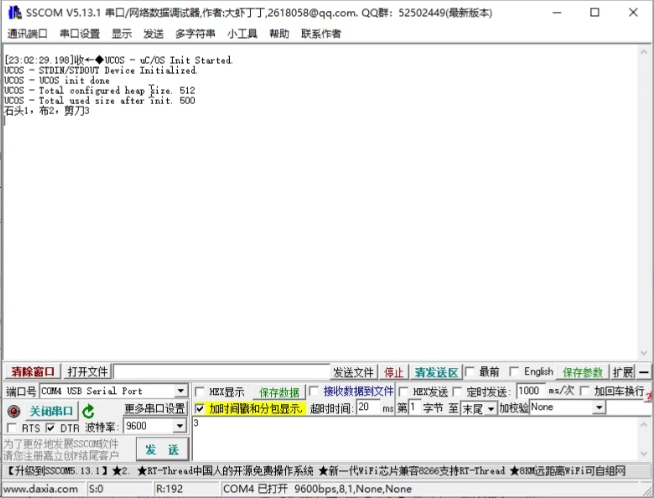 SSCOM V5.13.1 串口/网络数据调试器,作者:大虾丁丁,2618058@qq.com. QQ群: 52502449(最新版本)
通讯端口 串口设置 显示 发送 多字符串 小工具 帮助 联系作者
[23:02:29.198]收←◆UCOS - uC/OS Init Started.
UCOS - STDIN/STDOUT Device Initialized.
UCOS - UCOS init done
UCOS - Total configured heap size. 512
UCOS - Total used size after init. 500
石头1，布2，剪刀3
清除窗口 打开文件 发送文件 停止 清发送区 最前 English 保存参数 扩展 —
端口号 COM4 USB Serial Port HEX显示 保存数据 接收数据到文件 HEX发送 定时发送: 1000 ms/次 加回车换行
关闭串口 更多串口设置 加时间戳和分包显示, 超时时间: 20 ms 第 1 字节 至 末尾 加校验 None
RTS DTR 波特率: 9600 3
为了更好地发展SSCOM软件
请您注册嘉立创F结尾客户
发 送
【升级到SSCOM5.13.1】★2. ★RT-Thread中国人的开源免费操作系统 ★新一代WiFi芯片兼容8266支持RT-Thread ★8KM远距离WiFi可自组网
www.daxia.com S:0 R:192 COM4 已打开 9600bps,8,1,None,None